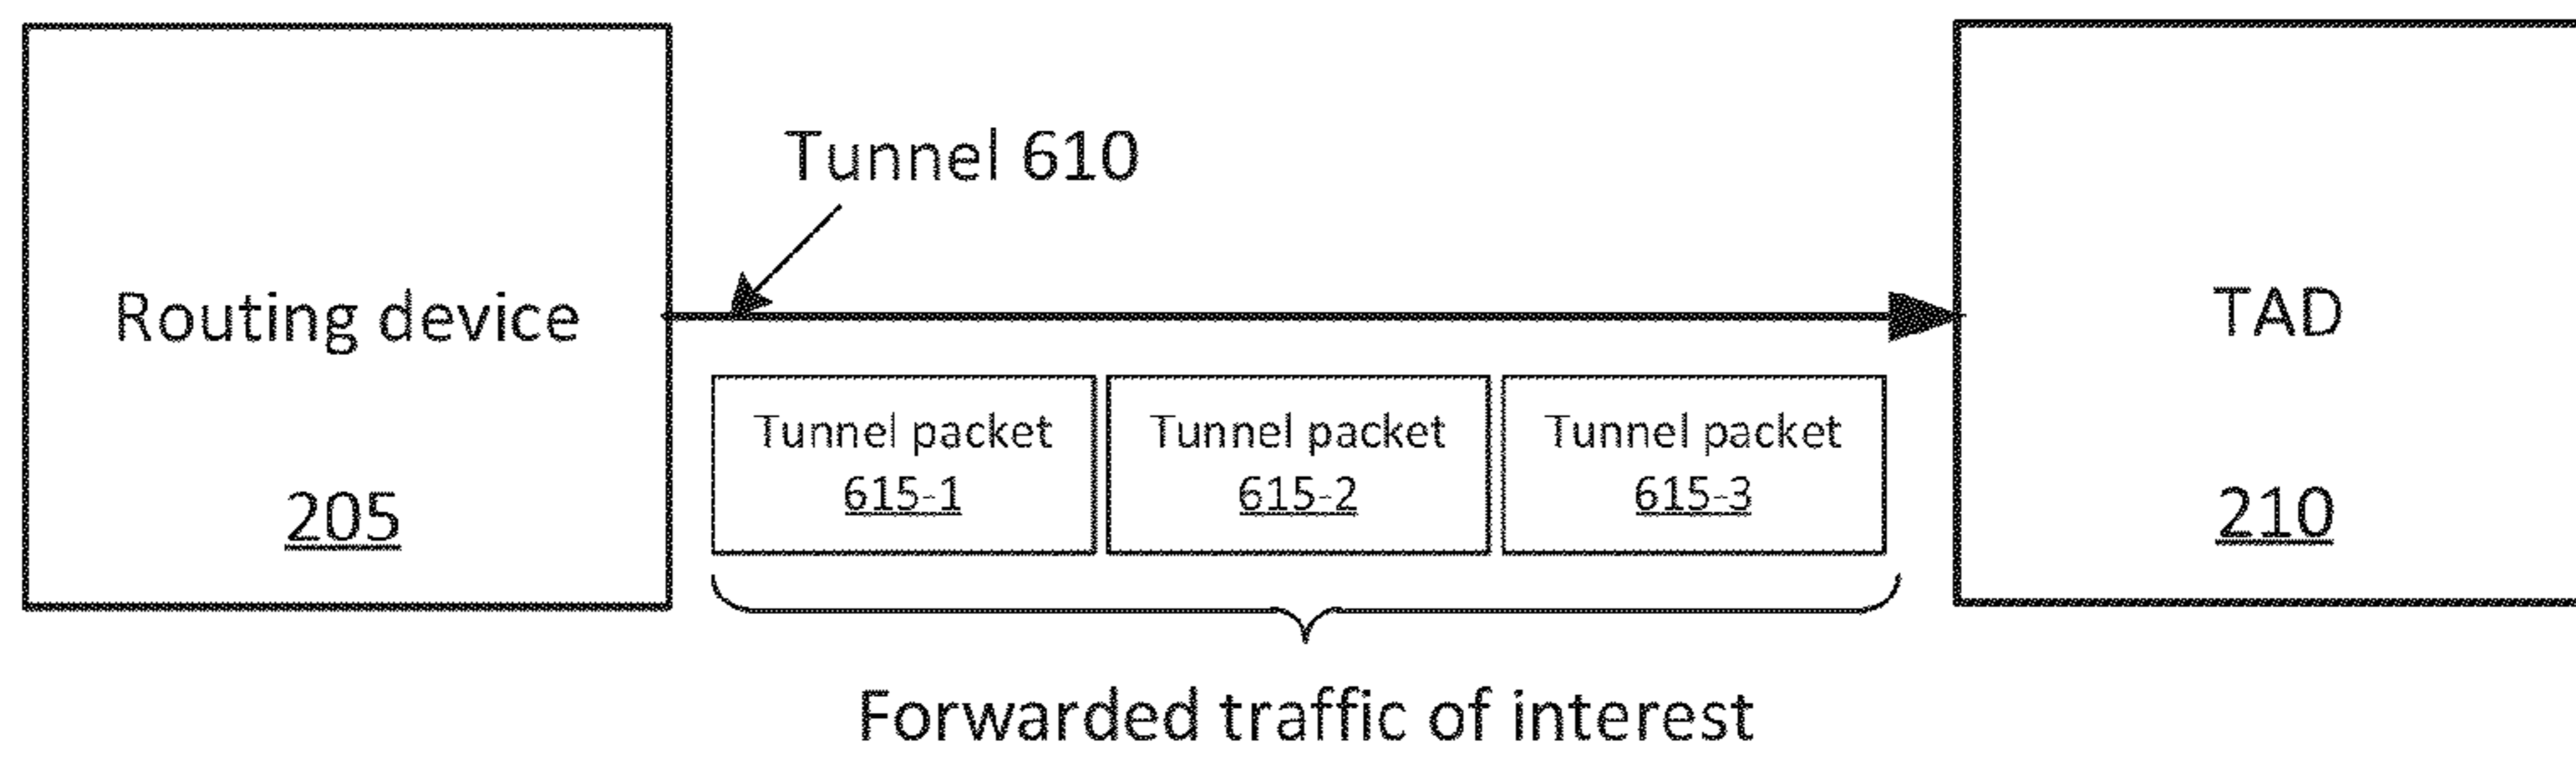 Tunnel 610
Routing device
205
TAD
210
Tunnel packet
615-1
Tunnel packet
615-2
Tunnel packet
615-3
Forwarded traffic of interest